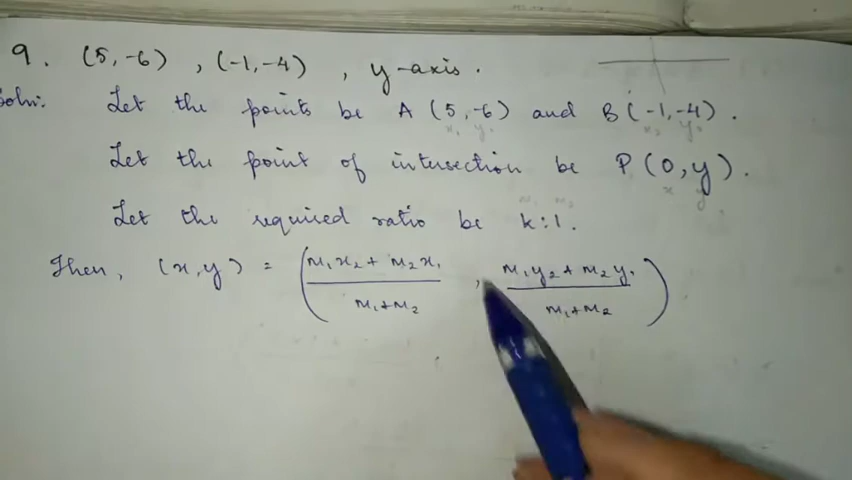 9. (5,-6) , (-1,-4) , y-axis.
Soln: Let the points be A (5,-6) and B(-1,-4).
x₁ y₁ x₂ y₂
Let the point of intersection be P(0,y).
x y
m₁ m₂
Let the required ratio be k:1.
Then, (x,y) = (m₁x₂ + m₂x₁ / m₁+m₂ , m₁y₂ + m₂y₁ / m₁+m₂)